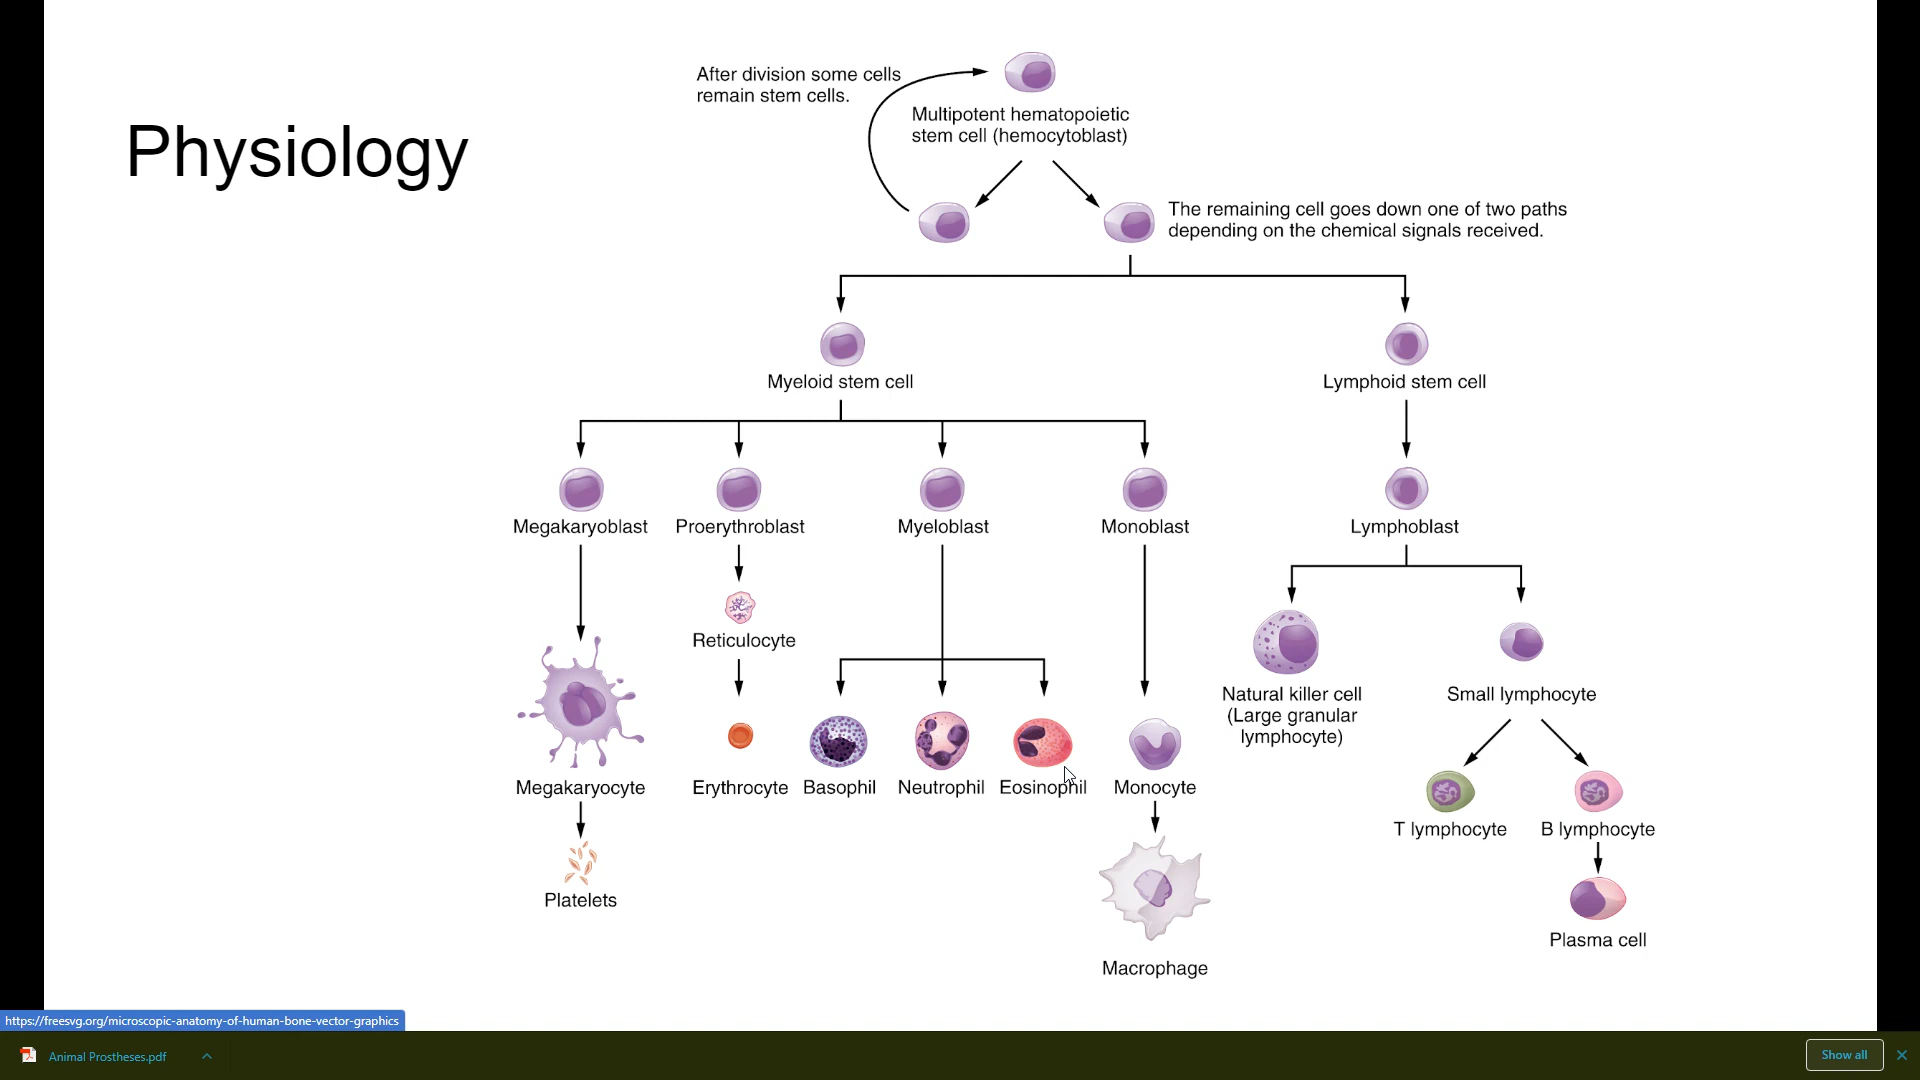 Physiology
After division some cells
remain stem cells.
Multipotent hematopoietic
stem cell (hemocytoblast)
The remaining cell goes down one of two paths
depending on the chemical signals received.
Myeloid stem cell
Lymphoid stem cell
Megakaryoblast
Proerythroblast
Myeloblast
Monoblast
Lymphoblast
Reticulocyte
Natural killer cell
(Large granular
lymphocyte)
Small lymphocyte
Megakaryocyte
Erythrocyte
Basophil
Neutrophil
Eosinophil
Monocyte
T lymphocyte
B lymphocyte
Platelets
Plasma cell
Macrophage
https://freesvg.org/microscopic-anatomy-of-human-bone-vector-graphics
Animal Prostheses.pdf
Show all